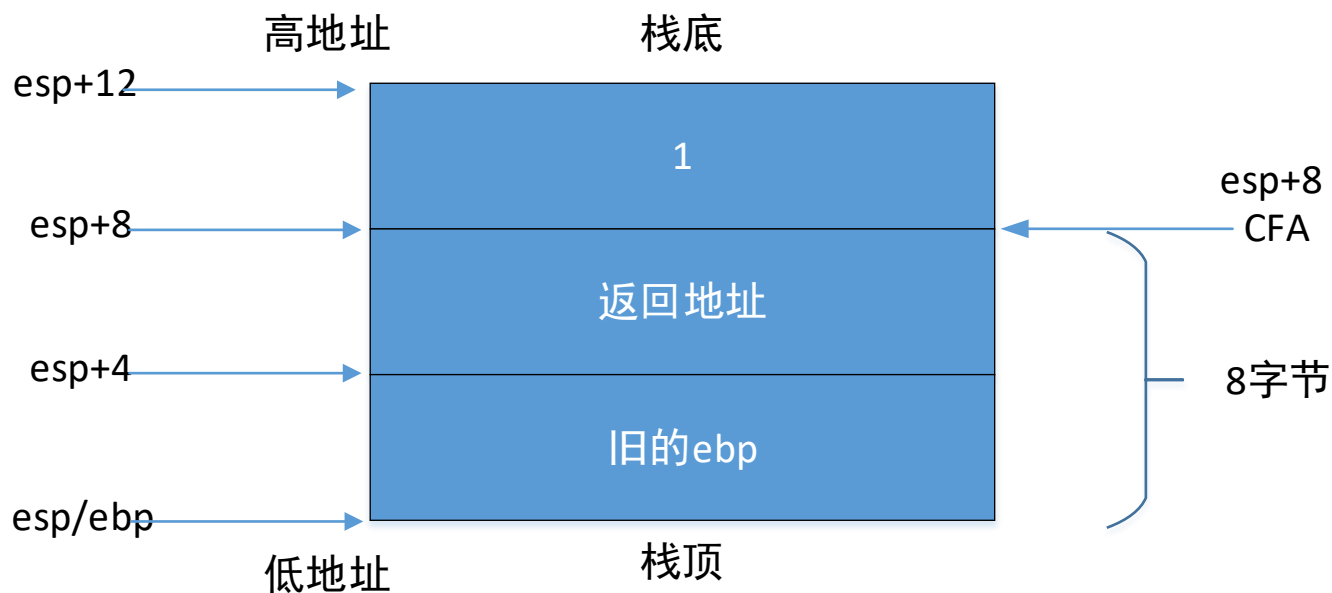 高地址
栈底
esp+12
1
esp+8
CFA
esp+8
返回地址
esp+4
8字节
旧的ebp
esp/ebp
低地址
栈顶